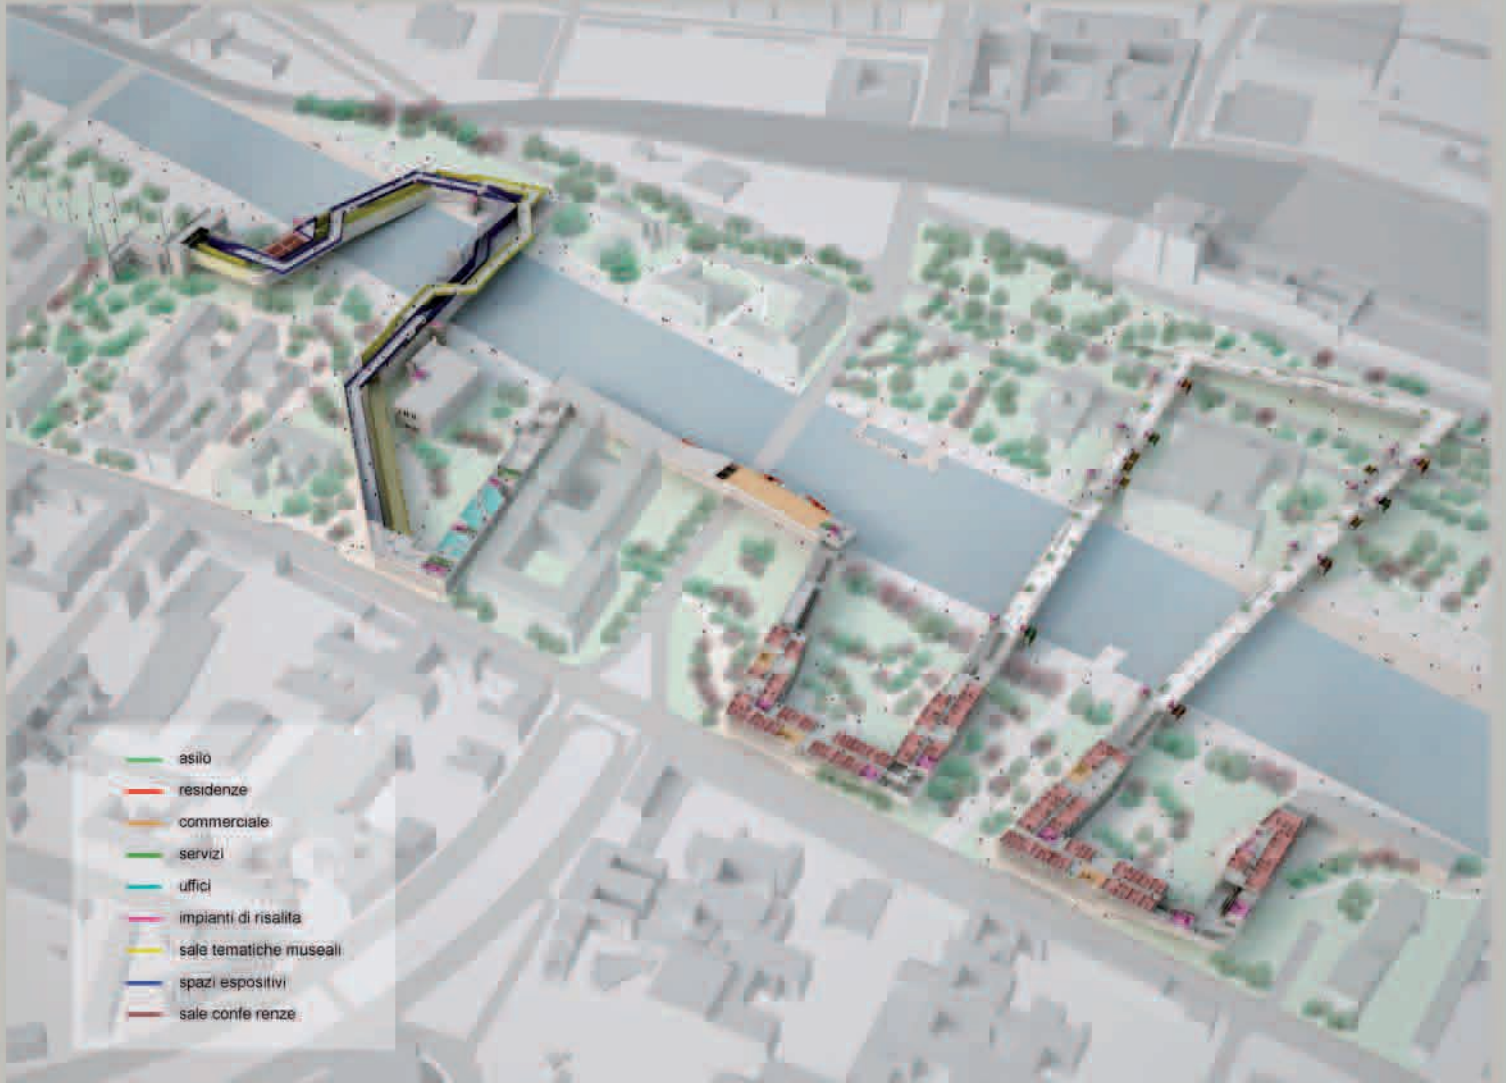 asilo
residenze
commerciale
servizi
uffici
impianti di risalita
sale tematiche museali
spazi espositivi
sale confe renze